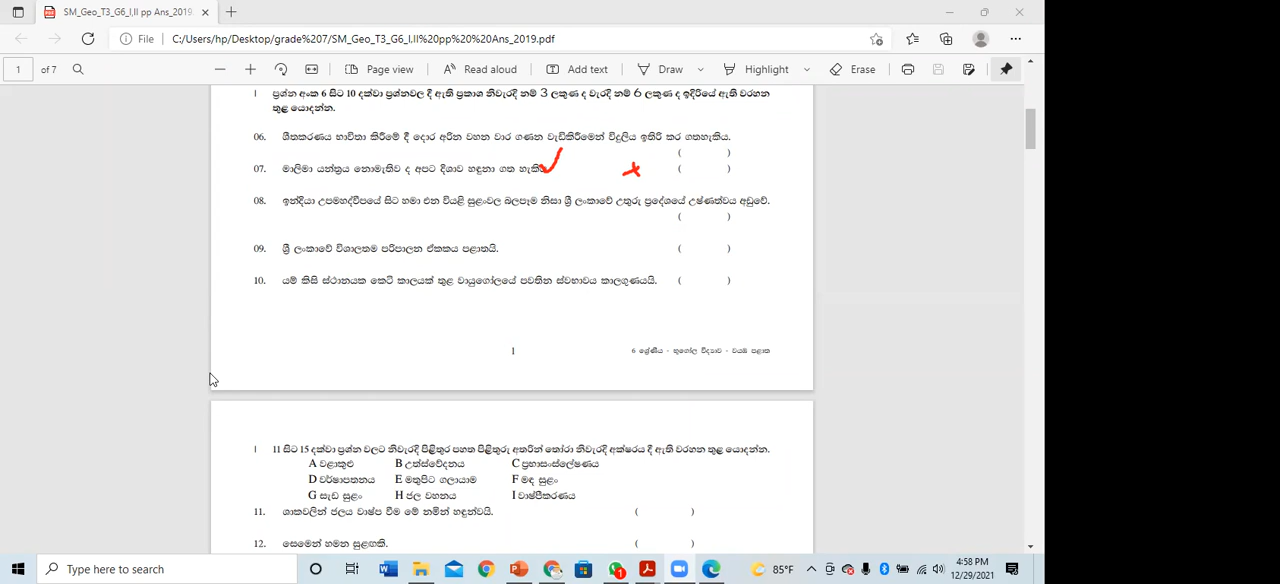 SM_Geo_T3_G6_I,II pp Ans_2019.
File C:/Users/hp/Desktop/grade%207/SM_Geo_T3_G6_I,II%20pp%20%20Ans_2019.pdf
1 of 7 Page view Read aloud Add text Draw Highlight Erase
I ප්‍රශ්න අංක 6 සිට 10 දක්වා ප්‍රශ්නවල දී ඇති ප්‍රකාශ නිවැරදි නම් 3 ලකුණ ද වැරදි නම් 6 ලකුණ ද ඉදිරියේ ඇති වරහන
තුළ යොදන්න.
06. ශීතකරණය භාවිතා කිරීමේ දී දොර අරින වහන වාර ගණන වැඩිකිරීමෙන් විදුලිය ඉතිරි කර ගතහැකිය.
( )
07. මාලිමා යන්ත්‍රය නොමැතිව ද අපට දිශාව හඳුනා ගත හැකිය ( )
08. ඉන්දියා උපමහද්වීපයේ සිට හමා එන වියළි සුළංවල බලපෑම නිසා ශ්‍රී ලංකාවේ උතුරු ප්‍රදේශයේ උෂ්ණත්වය අඩුවේ.
( )
09. ශ්‍රී ලංකාවේ විශාලතම පරිපාලන ඒකකය පළාතයි. ( )
10. යම් කිසි ස්ථානයක කෙටි කාලයක් තුළ වායුගෝලයේ පවතින ස්වභාවය කාලගුණයයි. ( )
1 6 ශ්‍රේණිය - භූගෝල විද්‍යාව - වයඹ පළාත
I 11 සිට 15 දක්වා ප්‍රශ්න වලට නිවැරදි පිළිතුර පහත පිළිතුරු අතරින් තෝරා නිවැරදි අක්ෂරය දී ඇති වරහන තුළ යොදන්න.
A වළාකුළු B උත්ස්වේදනය C ප්‍රභාසංස්ලේෂණය
D වර්ෂාපතනය E මතුපිට ගලායාම F මඳ සුළං
G සැඩ සුළං H ජල වහනය I වාෂ්පීකරණය
11. ශාකවලින් ජලය වාෂ්ප වීම මේ නමින් හඳුන්වයි. ( )
12. සෙමෙන් හමන සුළඟකි. ( )
Type here to search 85°F 4:58 PM
12/29/2021